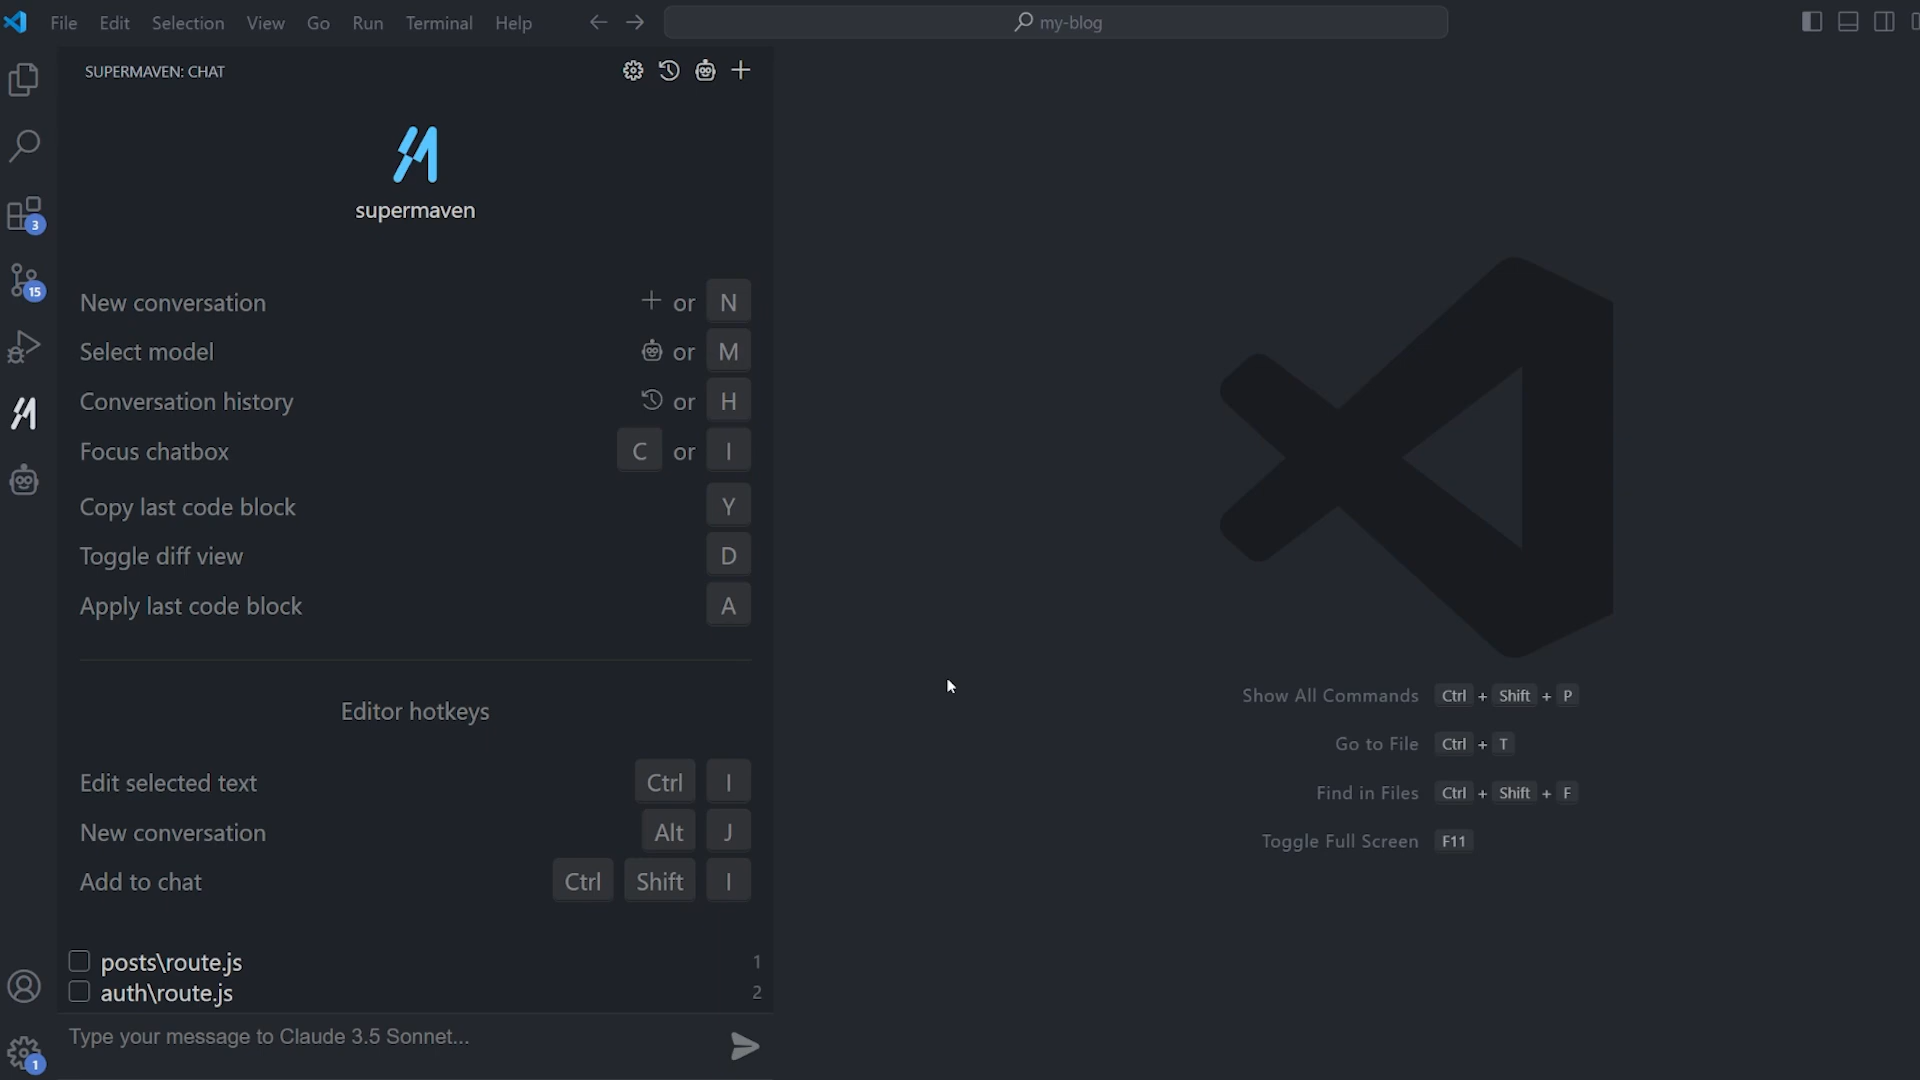 File Edit Selection View Go Run Terminal Help
my-blog
SUPERMAVEN: CHAT
supermaven
New conversation + or N
Select model or M
Conversation history or H
Focus chatbox C or I
Copy last code block Y
Toggle diff view D
Apply last code block A
Editor hotkeys
Edit selected text Ctrl I
New conversation Alt J
Add to chat Ctrl Shift I
posts\route.js 1
auth\route.js 2
Type your message to Claude 3.5 Sonnet...
3
15
1
Show All Commands Ctrl + Shift + P
Go to File Ctrl + T
Find in Files Ctrl + Shift + F
Toggle Full Screen F11